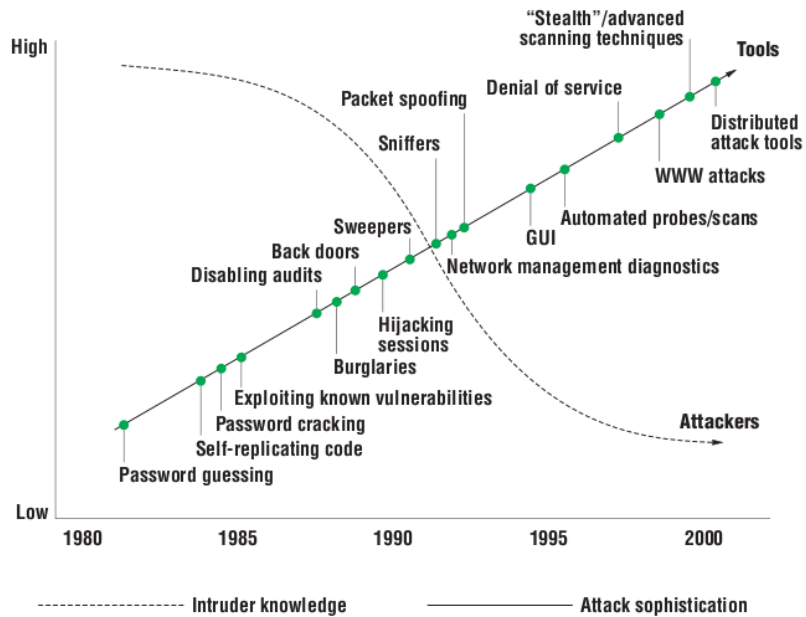 High
“Stealth”/advanced
scanning techniques
Tools
Denial of service
Packet spoofing
Distributed
attack tools
Sniffers
WWW attacks
Automated probes/scans
GUI
Sweepers
Back doors
Network management diagnostics
Disabling audits
Hijacking
sessions
Burglaries
Exploiting known vulnerabilities
Attackers
Password cracking
Self-replicating code
Password guessing
Low
1980 1985 1990 1995 2000
Intruder knowledge Attack sophistication